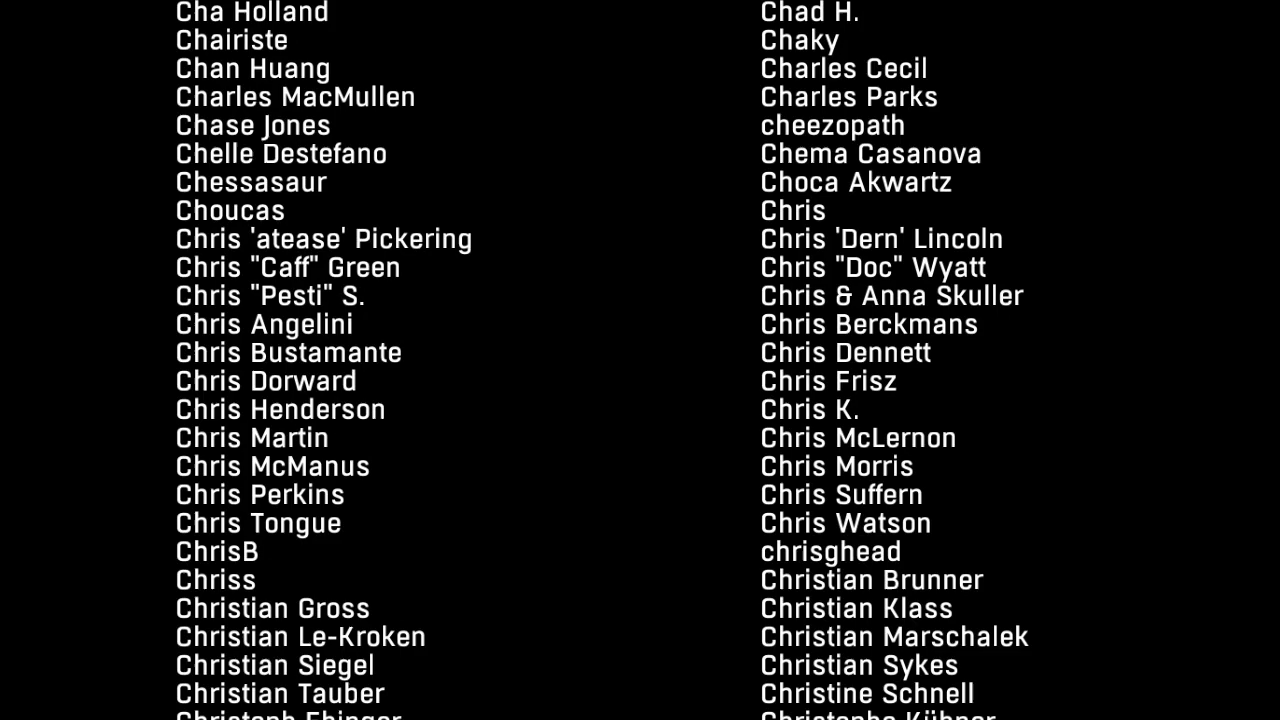 Cha Holland
Chad H.
Chairiste
Chaky
Chan Huang
Charles Cecil
Charles MacMullen
Charles Parks
Chase Jones
cheezopath
Chelle Destefano
Chema Casanova
Chessasaur
Choca Akwartz
Choucas
Chris
Chris 'atease' Pickering
Chris 'Dern' Lincoln
Chris "Caff" Green
Chris "Doc" Wyatt
Chris "Pesti" S.
Chris & Anna Skuller
Chris Angelini
Chris Berckmans
Chris Bustamante
Chris Dennett
Chris Dorward
Chris Frisz
Chris Henderson
Chris K.
Chris Martin
Chris McLernon
Chris McManus
Chris Morris
Chris Perkins
Chris Suffern
Chris Tongue
Chris Watson
ChrisB
chrisghead
Chriss
Christian Brunner
Christian Gross
Christian Klass
Christian Le-Kroken
Christian Marschalek
Christian Siegel
Christian Sykes
Christian Tauber
Christine Schnell
Christoph Ebinger
Christophe Kühner